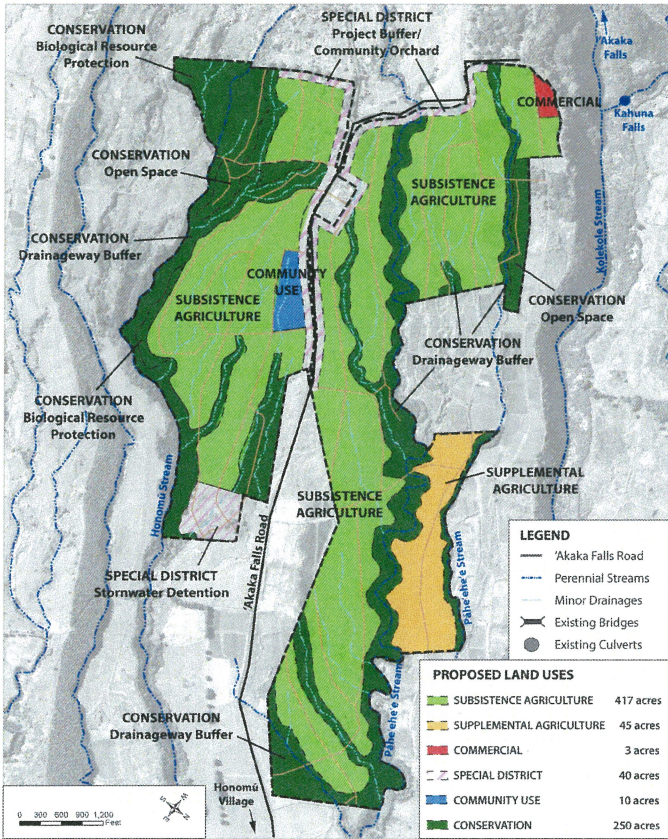 CONSERVATION
Biological Resource
Protection
SPECIAL DISTRICT
Project Buffer/
Community Orchard
'Akaka
Falls
COMMERCIAL
Kahuna
Falls
CONSERVATION
Open Space
SUBSISTENCE
AGRICULTURE
Kolekole Stream
CONSERVATION
Drainageway Buffer
COMMUNITY
USE
SUBSISTENCE
AGRICULTURE
CONSERVATION
Open Space
CONSERVATION
Drainageway Buffer
CONSERVATION
Biological Resource
Protection
Honomū Stream
SUBSISTENCE
AGRICULTURE
SUPPLEMENTAL
AGRICULTURE
SPECIAL DISTRICT
Stornwater Detention
'Akaka Falls Road
Pāhe'ehe'e Stream
LEGEND
'Akaka Falls Road
Perennial Streams
Minor Drainages
Existing Bridges
Existing Culverts
PROPOSED LAND USES
SUBSISTENCE AGRICULTURE 417 acres
SUPPLEMENTAL AGRICULTURE 45 acres
COMMERCIAL 3 acres
SPECIAL DISTRICT 40 acres
COMMUNITY USE 10 acres
CONSERVATION 250 acres
Pāhe'ehe'e Stream
CONSERVATION
Drainageway Buffer
Honomū
Village
0 300 600 900 1,200
Feet
S W
E N